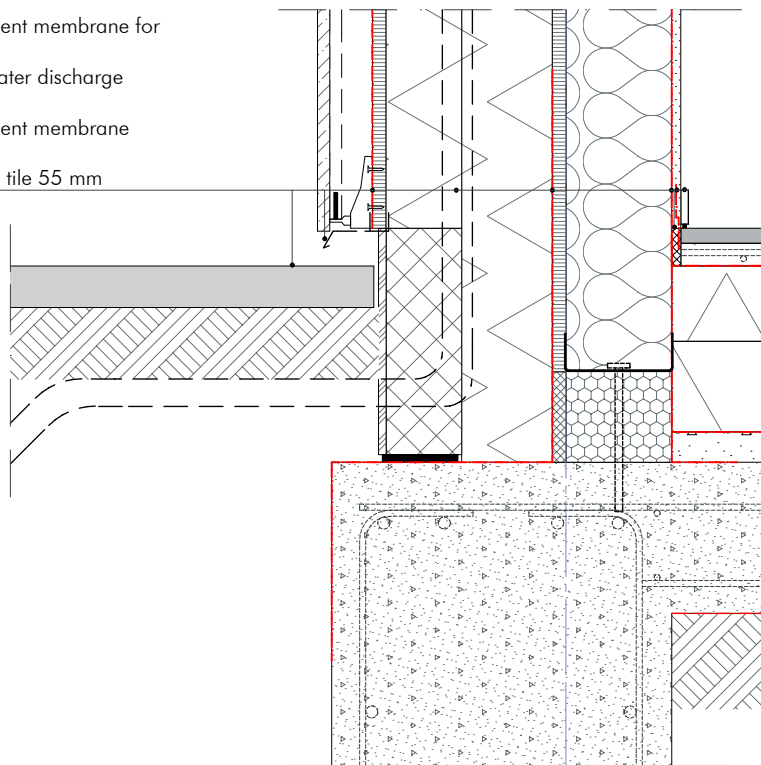 ent membrane for
ater discharge
ent membrane
tile 55 mm